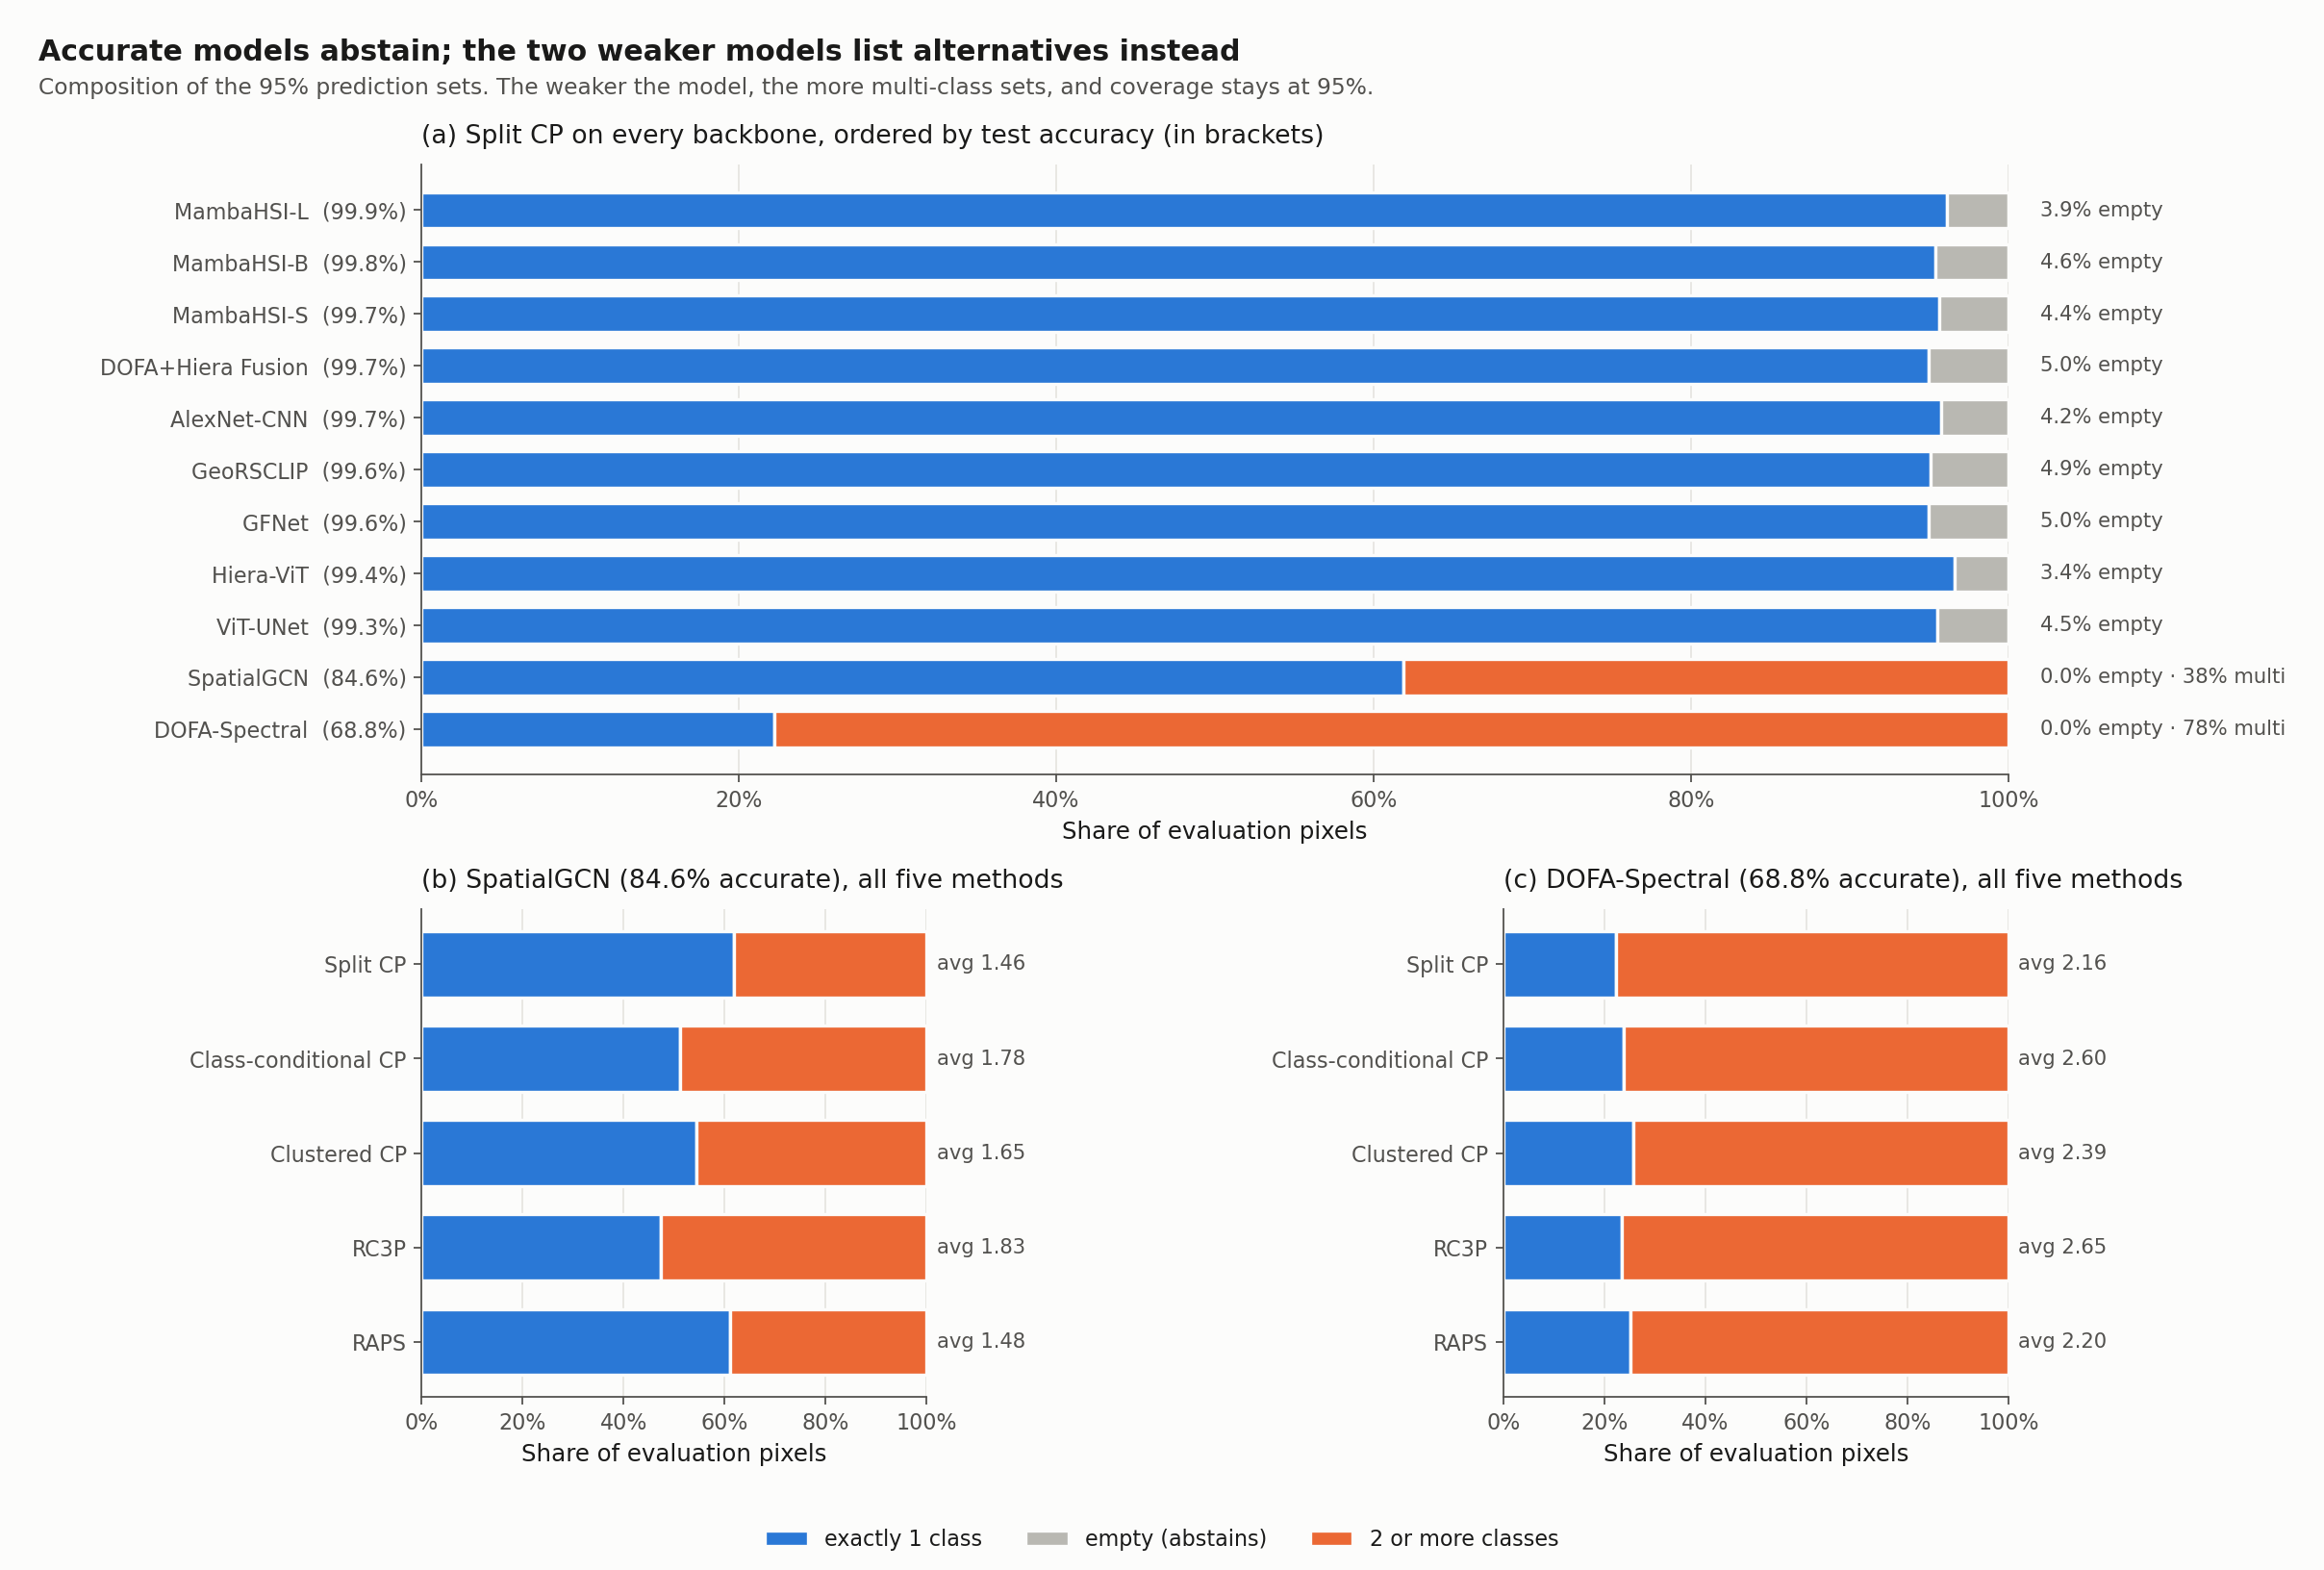 Accurate models abstain; the two weaker models list alternatives instead
Composition of the 95% prediction sets. The weaker the model, the more multi-class sets, and coverage stays at 95%.
(a) Split CP on every backbone, ordered by test accuracy (in brackets)
MambaHSI-L (99.9%) 3.9% empty
MambaHSI-B (99.8%) 4.6% empty
MambaHSI-S (99.7%) 4.4% empty
DOFA+Hiera Fusion (99.7%) 5.0% empty
AlexNet-CNN (99.7%) 4.2% empty
GeoRSCLIP (99.6%) 4.9% empty
GFNet (99.6%) 5.0% empty
Hiera-ViT (99.4%) 3.4% empty
ViT-UNet (99.3%) 4.5% empty
SpatialGCN (84.6%) 0.0% empty · 38% multi
DOFA-Spectral (68.8%) 0.0% empty · 78% multi
0% 20% 40% 60% 80% 100%
Share of evaluation pixels
(b) SpatialGCN (84.6% accurate), all five methods
Split CP avg 1.46
Class-conditional CP avg 1.78
Clustered CP avg 1.65
RC3P avg 1.83
RAPS avg 1.48
0% 20% 40% 60% 80% 100%
Share of evaluation pixels
(c) DOFA-Spectral (68.8% accurate), all five methods
Split CP avg 2.16
Class-conditional CP avg 2.60
Clustered CP avg 2.39
RC3P avg 2.65
RAPS avg 2.20
0% 20% 40% 60% 80% 100%
Share of evaluation pixels
exactly 1 class empty (abstains) 2 or more classes